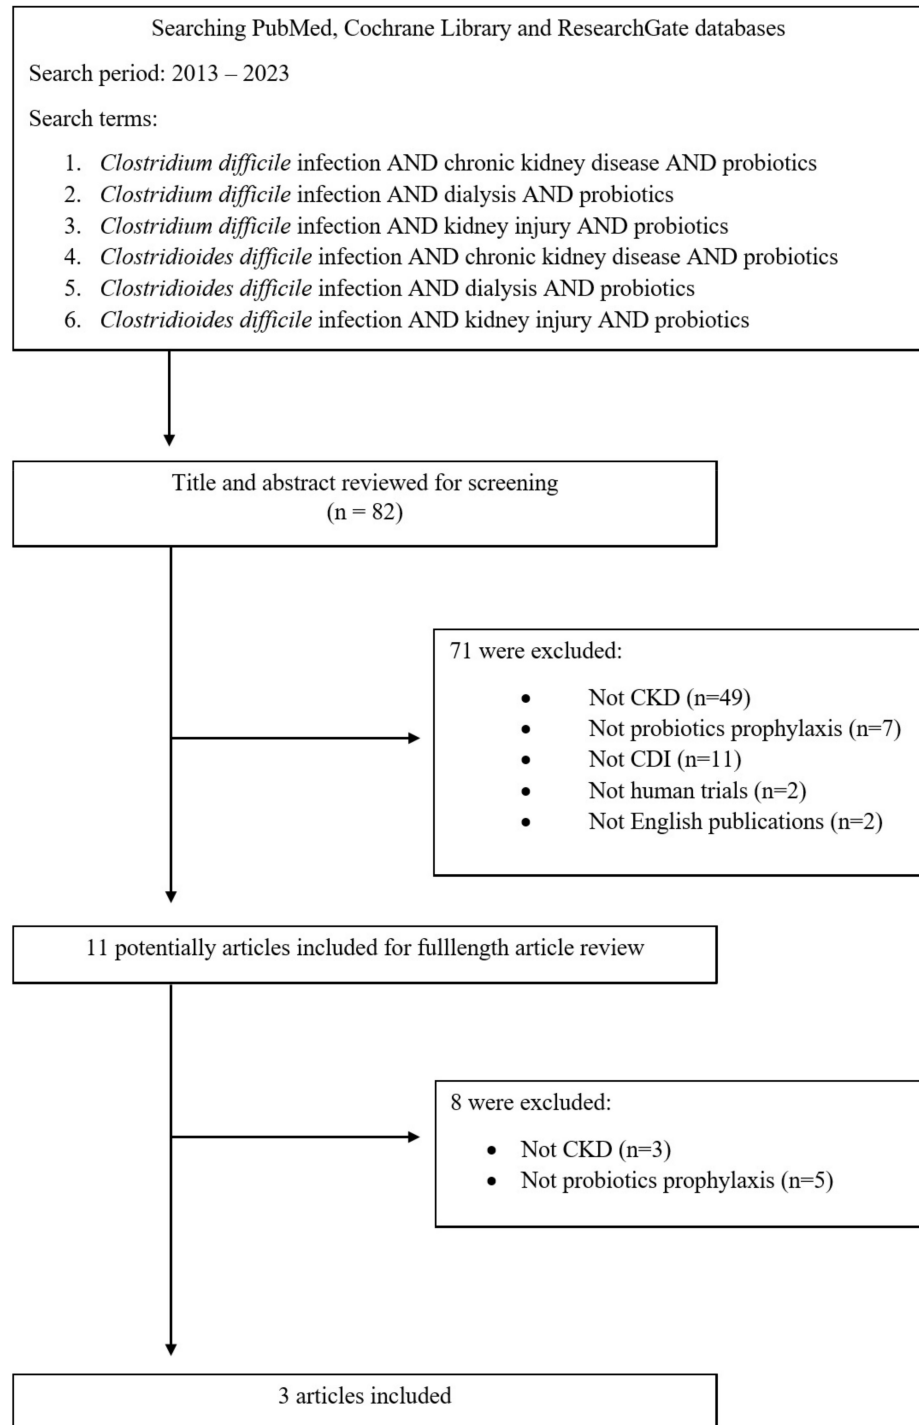 Searching PubMed, Cochrane Library and ResearchGate databases
Search period: 2013 – 2023
Search terms:
1. Clostridium difficile infection AND chronic kidney disease AND probiotics
2. Clostridium difficile infection AND dialysis AND probiotics
3. Clostridium difficile infection AND kidney injury AND probiotics
4. Clostridioides difficile infection AND chronic kidney disease AND probiotics
5. Clostridioides difficile infection AND dialysis AND probiotics
6. Clostridioides difficile infection AND kidney injury AND probiotics
Title and abstract reviewed for screening
(n = 82)
71 were excluded:
• Not CKD (n=49)
• Not probiotics prophylaxis (n=7)
• Not CDI (n=11)
• Not human trials (n=2)
• Not English publications (n=2)
11 potentially articles included for fulllength article review
8 were excluded:
• Not CKD (n=3)
• Not probiotics prophylaxis (n=5)
3 articles included